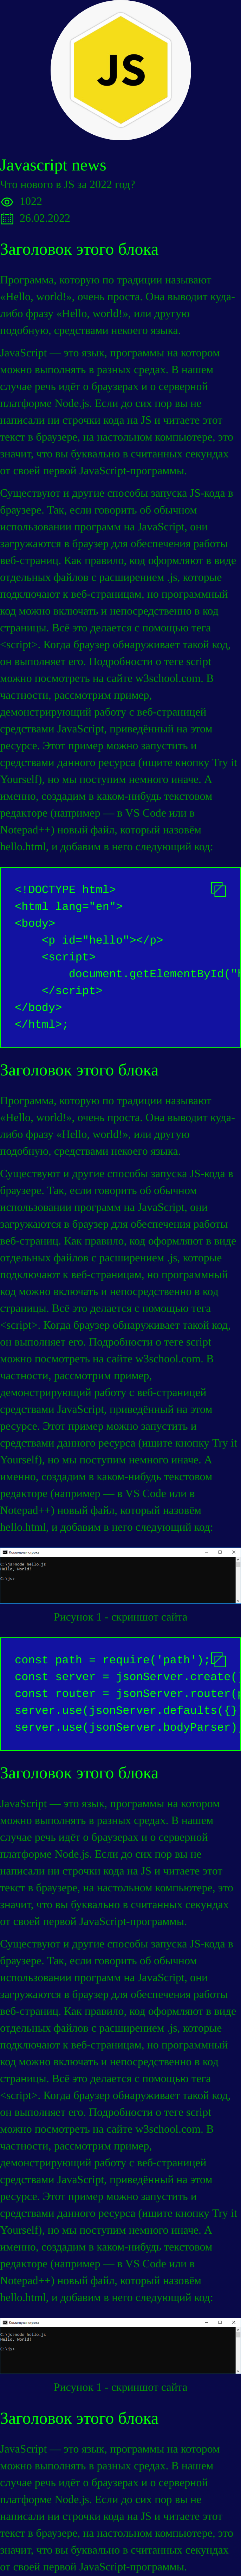 JS
Javascript news
Что нового в JS за 2022 год?
1022
26.02.2022
Заголовок этого блока
Программа, которую по традиции называют
«Hello, world!», очень проста. Она выводит куда-
либо фразу «Hello, world!», или другую
подобную, средствами некоего языка.
JavaScript — это язык, программы на котором
можно выполнять в разных средах. В нашем
случае речь идёт о браузерах и о серверной
платформе Node.js. Если до сих пор вы не
написали ни строчки кода на JS и читаете этот
текст в браузере, на настольном компьютере, это
значит, что вы буквально в считанных секундах
от своей первой JavaScript-программы.
Существуют и другие способы запуска JS-кода в
браузере. Так, если говорить об обычном
использовании программ на JavaScript, они
загружаются в браузер для обеспечения работы
веб-страниц. Как правило, код оформляют в виде
отдельных файлов с расширением .js, которые
подключают к веб-страницам, но программный
код можно включать и непосредственно в код
страницы. Всё это делается с помощью тега
<script>. Когда браузер обнаруживает такой код,
он выполняет его. Подробности о теге script
можно посмотреть на сайте w3school.com. В
частности, рассмотрим пример,
демонстрирующий работу с веб-страницей
средствами JavaScript, приведённый на этом
ресурсе. Этот пример можно запустить и
средствами данного ресурса (ищите кнопку Try it
Yourself), но мы поступим немного иначе. А
именно, создадим в каком-нибудь текстовом
редакторе (например — в VS Code или в
Notepad++) новый файл, который назовём
hello.html, и добавим в него следующий код:
<!DOCTYPE html>
<html lang="en">
<body>
<p id="hello"></p>
<script>
document.getElementById("h
</script>
</body>
</html>;
Заголовок этого блока
Программа, которую по традиции называют
«Hello, world!», очень проста. Она выводит куда-
либо фразу «Hello, world!», или другую
подобную, средствами некоего языка.
Существуют и другие способы запуска JS-кода в
браузере. Так, если говорить об обычном
использовании программ на JavaScript, они
загружаются в браузер для обеспечения работы
веб-страниц. Как правило, код оформляют в виде
отдельных файлов с расширением .js, которые
подключают к веб-страницам, но программный
код можно включать и непосредственно в код
страницы. Всё это делается с помощью тега
<script>. Когда браузер обнаруживает такой код,
он выполняет его. Подробности о теге script
можно посмотреть на сайте w3school.com. В
частности, рассмотрим пример,
демонстрирующий работу с веб-страницей
средствами JavaScript, приведённый на этом
ресурсе. Этот пример можно запустить и
средствами данного ресурса (ищите кнопку Try it
Yourself), но мы поступим немного иначе. А
именно, создадим в каком-нибудь текстовом
редакторе (например — в VS Code или в
Notepad++) новый файл, который назовём
hello.html, и добавим в него следующий код:
Командная строка
C:\js>node hello.js
Hello, World!
C:\js>
Рисунок 1 - скриншот сайта
const path = require('path');
const server = jsonServer.create(
const router = jsonServer.router(p
server.use(jsonServer.defaults({}
server.use(jsonServer.bodyParser)
Заголовок этого блока
JavaScript — это язык, программы на котором
можно выполнять в разных средах. В нашем
случае речь идёт о браузерах и о серверной
платформе Node.js. Если до сих пор вы не
написали ни строчки кода на JS и читаете этот
текст в браузере, на настольном компьютере, это
значит, что вы буквально в считанных секундах
от своей первой JavaScript-программы.
Существуют и другие способы запуска JS-кода в
браузере. Так, если говорить об обычном
использовании программ на JavaScript, они
загружаются в браузер для обеспечения работы
веб-страниц. Как правило, код оформляют в виде
отдельных файлов с расширением .js, которые
подключают к веб-страницам, но программный
код можно включать и непосредственно в код
страницы. Всё это делается с помощью тега
<script>. Когда браузер обнаруживает такой код,
он выполняет его. Подробности о теге script
можно посмотреть на сайте w3school.com. В
частности, рассмотрим пример,
демонстрирующий работу с веб-страницей
средствами JavaScript, приведённый на этом
ресурсе. Этот пример можно запустить и
средствами данного ресурса (ищите кнопку Try it
Yourself), но мы поступим немного иначе. А
именно, создадим в каком-нибудь текстовом
редакторе (например — в VS Code или в
Notepad++) новый файл, который назовём
hello.html, и добавим в него следующий код:
Командная строка
C:\js>node hello.js
Hello, World!
C:\js>
Рисунок 1 - скриншот сайта
Заголовок этого блока
JavaScript — это язык, программы на котором
можно выполнять в разных средах. В нашем
случае речь идёт о браузерах и о серверной
платформе Node.js. Если до сих пор вы не
написали ни строчки кода на JS и читаете этот
текст в браузере, на настольном компьютере, это
значит, что вы буквально в считанных секундах
от своей первой JavaScript-программы.